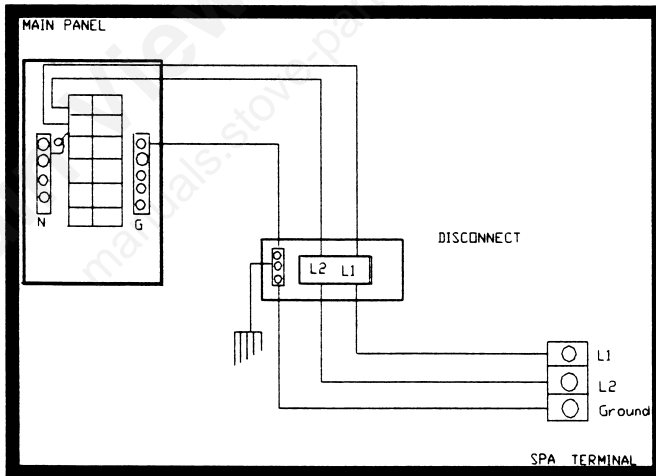 MAIN PANEL
N
G
DISCONNECT
L2 L1
L1
L2
Ground
SPA TERMINAL